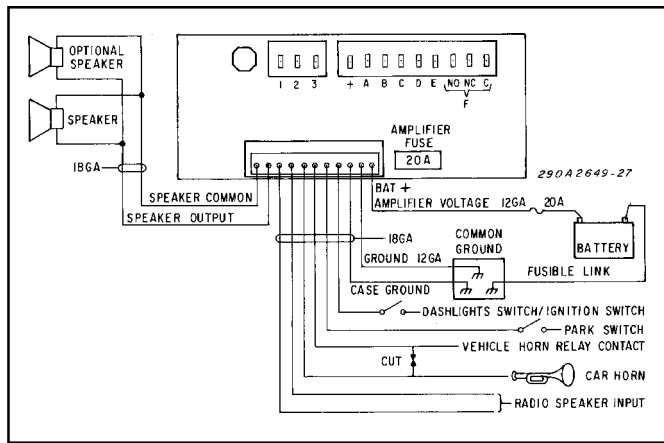 OPTIONAL
SPEAKER
SPEAKER
18GA
1 2 3
+ A B C D E NO NC C
F
AMPLIFIER
FUSE
20A
290A2649-27
SPEAKER COMMON
SPEAKER OUTPUT
BAT +
AMPLIFIER VOLTAGE 12GA 20A
18GA
COMMON
GROUND
BATTERY
GROUND 12GA
FUSIBLE LINK
CASE GROUND
DASHLIGHTS SWITCH/IGNITION SWITCH
PARK SWITCH
VEHICLE HORN RELAY CONTACT
CUT
CAR HORN
RADIO SPEAKER INPUT